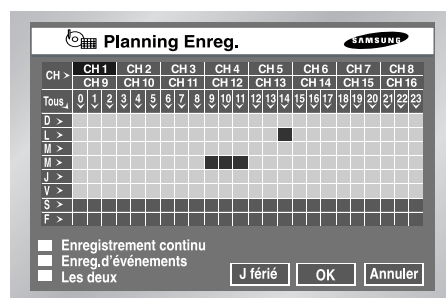 Planning Enreg. SAMSUNG
CH > CH 1 CH 2 CH 3 CH 4 CH 5 CH 6 CH 7 CH 8
CH 9 CH 10 CH 11 CH 12 CH 13 CH 14 CH 15 CH 16
Tous 0 1 2 3 4 5 6 7 8 9 10 11 12 13 14 15 16 17 18 19 20 21 22 23
D >
L >
M >
M >
J >
V >
S >
F >
Enregistrement continu
Enreg.d'événements
Les deux
J férié OK Annuler